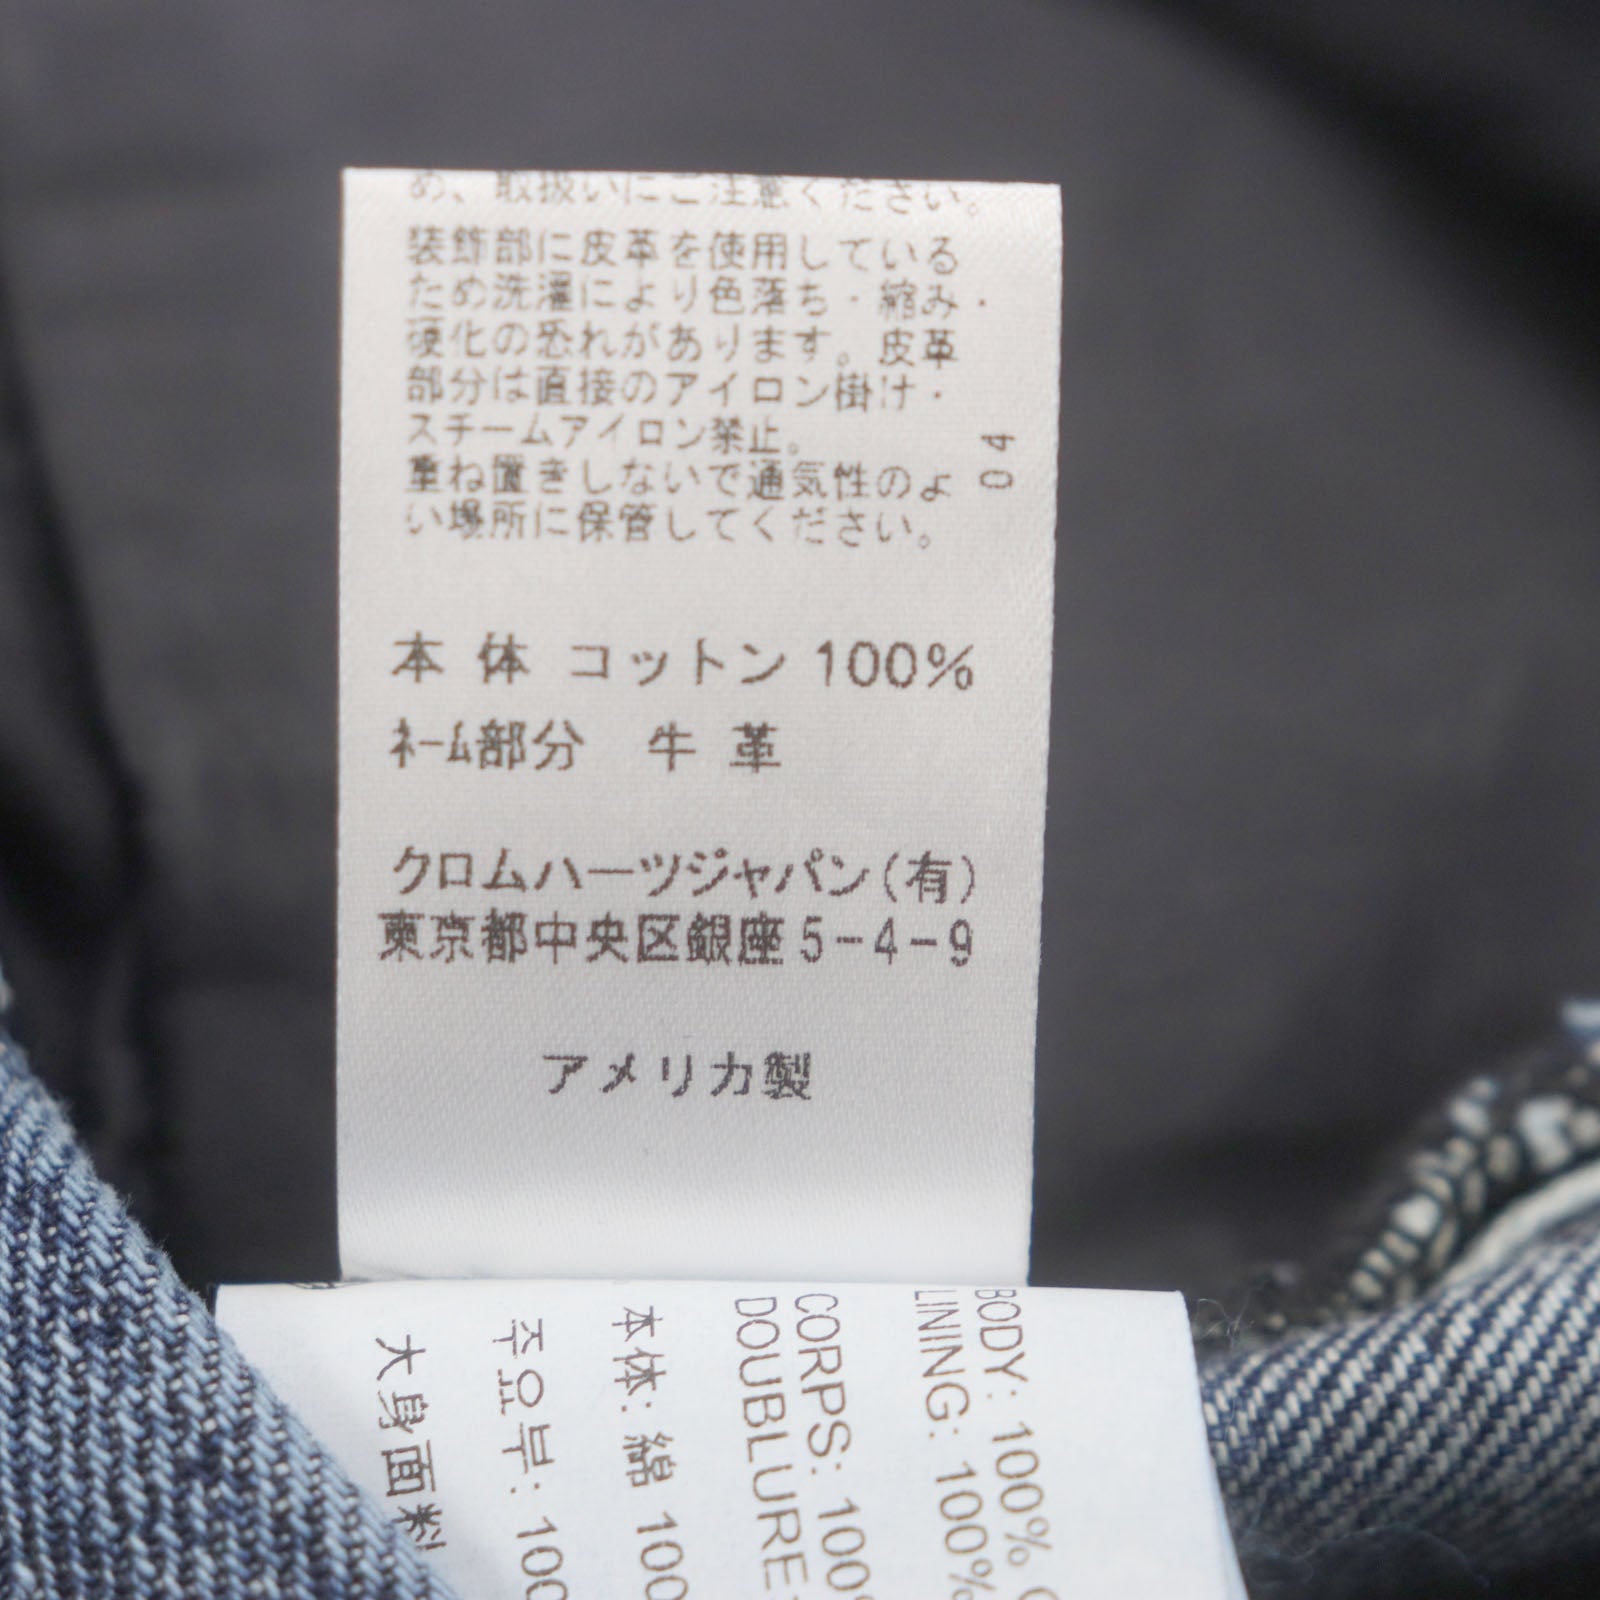 め、取扱いにご注意ください。
装飾部に皮革を使用している
ため洗濯により色落ち・縮み・
硬化の恐れがあります。皮革
部分は直接のアイロン掛け・
スチームアイロン禁止。
重ね置きしないで通気性のよ
い場所に保管してください。
04
本 体 コットン 100%
ﾈｰﾑ部分 牛 革
クロムハーツジャパン(有)
東京都中央区銀座5-4-9
アメリカ製
BODY: 100%
LINING: 100%
CORPS: 100%
DOUBLURE:
本体: 綿 100
주요부: 100
大身面料